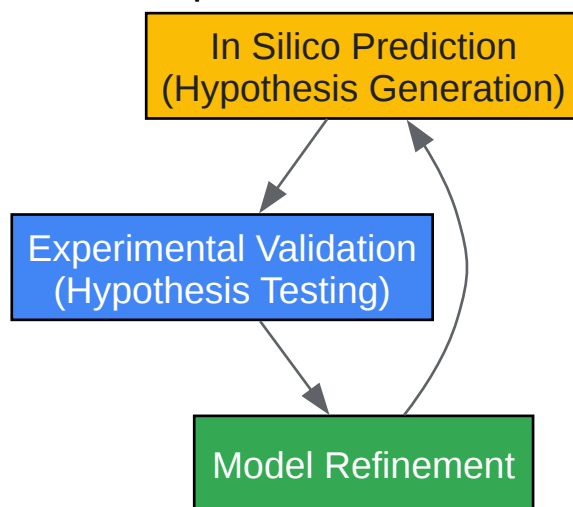 In Silico Prediction
(Hypothesis Generation)
Experimental Validation
(Hypothesis Testing)
Model Refinement